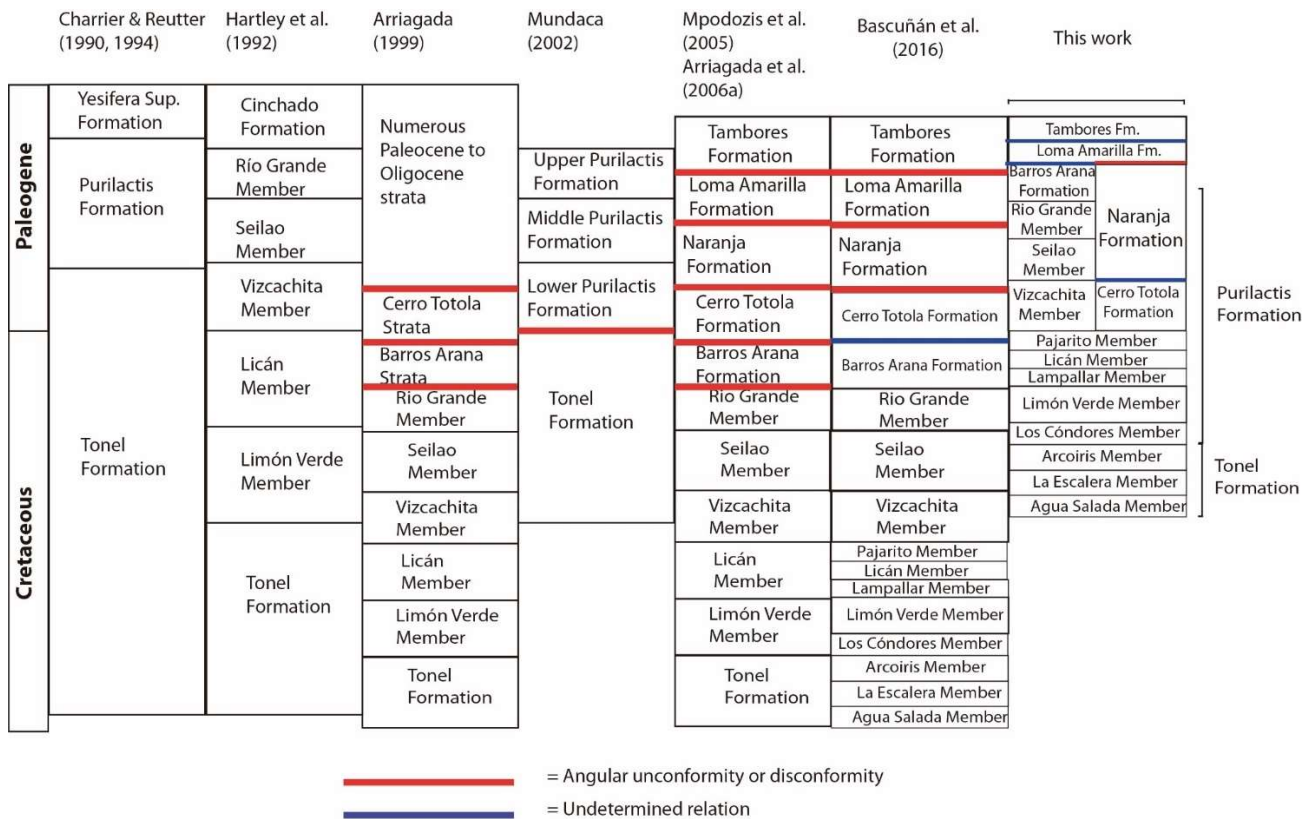 Charrier & Reutter
(1990, 1994)
Hartley et al.
(1992)
Arriagada
(1999)
Mundaca
(2002)
Mpodozis et al.
(2005)
Arriagada et al.
(2006a)
Bascuñán et al.
(2016)
This work
Paleogene
Cretaceous
Yesifera Sup.
Formation
Purilactis
Formation
Tonel
Formation
Cinchado
Formation
Río Grande
Member
Seilao
Member
Vizcachita
Member
Licán
Member
Limón Verde
Member
Tonel
Formation
Numerous
Paleocene to
Oligocene
strata
Cerro Totola
Strata
Barros Arana
Strata
Rio Grande
Member
Seilao
Member
Vizcachita
Member
Licán
Member
Limón Verde
Member
Tonel
Formation
Upper Purilactis
Formation
Middle Purilactis
Formation
Lower Purilactis
Formation
Tonel
Formation
Tambores
Formation
Loma Amarilla
Formation
Naranja
Formation
Cerro Totola
Formation
Barros Arana
Formation
Rio Grande
Member
Seilao
Member
Vizcachita
Member
Licán
Member
Limón Verde
Member
Tonel
Formation
Tambores
Formation
Loma Amarilla
Formation
Naranja
Formation
Cerro Totola Formation
Barros Arana Formation
Rio Grande
Member
Seilao
Member
Vizcachita
Member
Pajarito Member
Licán Member
Lampallar Member
Limón Verde Member
Los Cóndores Member
Arcoiris Member
La Escalera Member
Agua Salada Member
Tambores Fm.
Loma Amarilla Fm.
Barros Arana
Formation
Rio Grande
Member
Seilao
Member
Vizcachita
Member
Naranja
Formation
Cerro Totola
Formation
Pajarito Member
Licán Member
Lampallar Member
Limón Verde Member
Los Cóndores Member
Arcoiris Member
La Escalera Member
Agua Salada Member
Purilactis
Formation
Tonel
Formation
= Angular unconformity or disconformity
= Undetermined relation